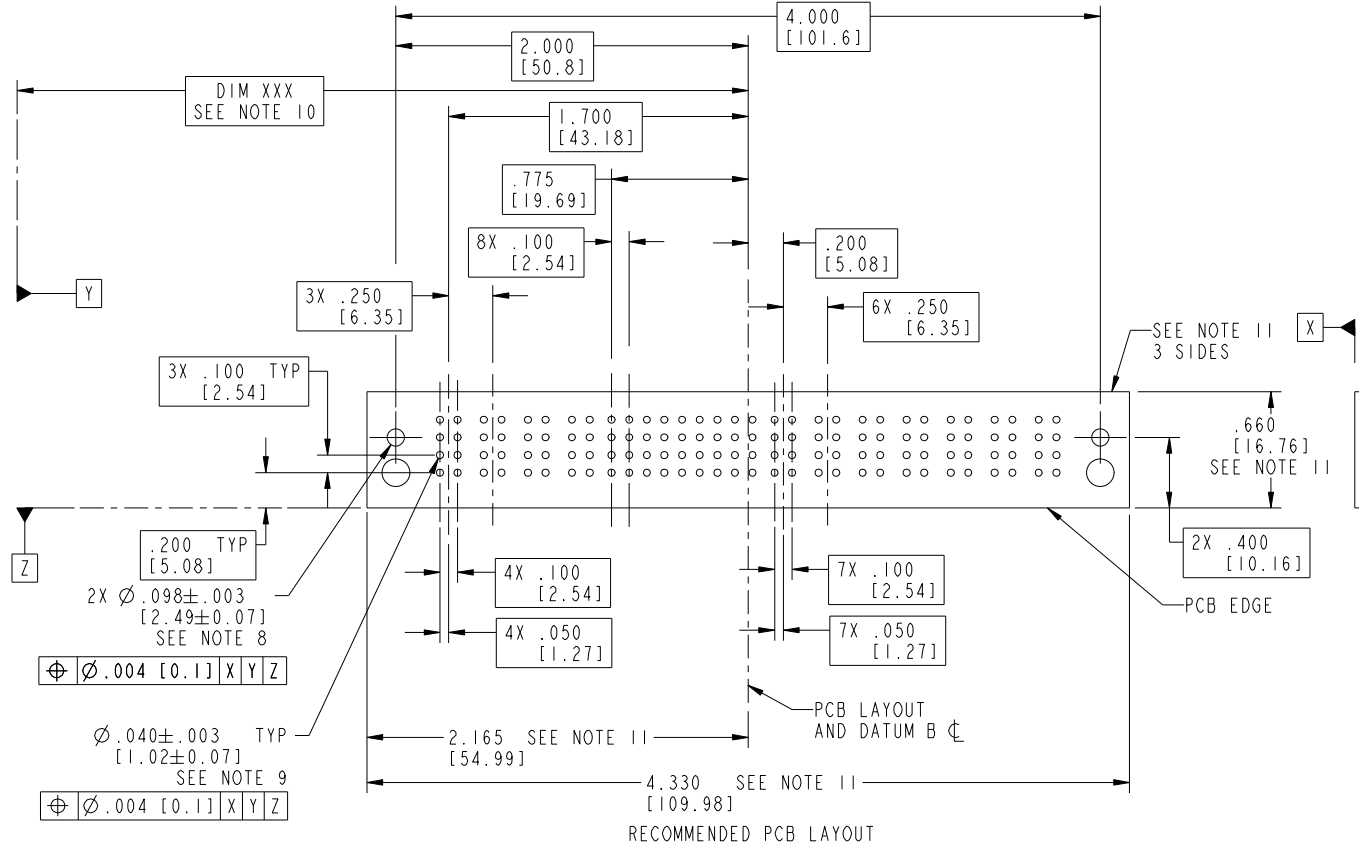 4.000
[101.6]
2.000
[50.8]
DIM XXX
SEE NOTE 10
1.700
[43.18]
.775
[19.69]
8X .100
[2.54]
.200
[5.08]
Y
3X .250
[6.35]
6X .250
[6.35]
SEE NOTE 11
3 SIDES
X
3X .100 TYP
[2.54]
.660
[16.76]
SEE NOTE 11
.200 TYP
[5.08]
Z
2X .400
[10.16]
2X Ø .098±.003
[2.49±0.07]
SEE NOTE 8
4X .100
[2.54]
7X .100
[2.54]
PCB EDGE
4X .050
[1.27]
7X .050
[1.27]
⌖ Ø.004 [0.1] X Y Z
PCB LAYOUT
AND DATUM B ℄
Ø.040±.003 TYP
[1.02±0.07]
SEE NOTE 9
2.165 SEE NOTE 11
[54.99]
⌖ Ø.004 [0.1] X Y Z
4.330 SEE NOTE 11
[109.98]
RECOMMENDED PCB LAYOUT